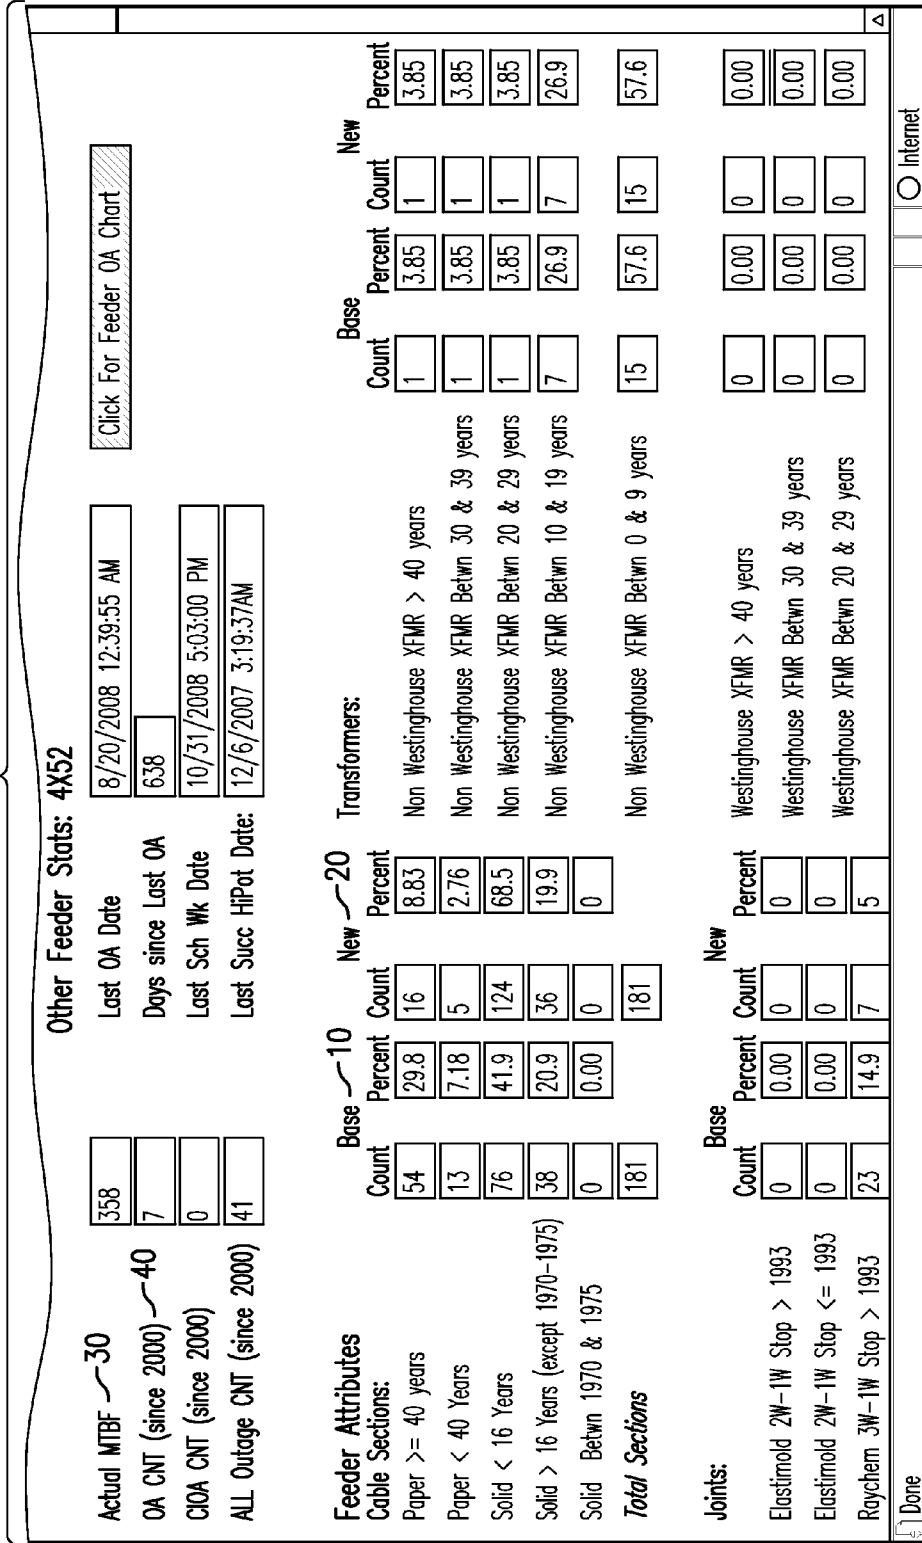 Other Feeder Stats: 4X52
Actual MTBF 30 358 Last OA Date 8/20/2008 12:39:55 AM Click For Feeder OA Chart
OA CNT (since 2000) 40 7 Days since Last OA 638
CIOA CNT (since 2000) 0 Last Sch Wk Date 10/31/2008 5:03:00 PM
ALL Outage CNT (since 2000) 41 Last Succ HiPot Date: 12/6/2007 3:19:37AM
Feeder Attributes Base 10 New 20 Transformers: Base New
Cable Sections: Count Percent Count Percent Count Percent Count Percent
Paper >= 40 years 54 29.8 16 8.83 Non Westinghouse XFMR > 40 years 1 3.85 1 3.85
Paper < 40 Years 13 7.18 5 2.76 Non Westinghouse XFMR Betwn 30 & 39 years 1 3.85 1 3.85
Solid < 16 Years 76 41.9 124 68.5 Non Westinghouse XFMR Betwn 20 & 29 years 1 3.85 1 3.85
Solid > 16 Years (except 1970-1975) 38 20.9 36 19.9 Non Westinghouse XFMR Betwn 10 & 19 years 7 26.9 7 26.9
Solid Betwn 1970 & 1975 0 0.00 0 0
Total Sections 181 181 Non Westinghouse XFMR Betwn 0 & 9 years 15 57.6 15 57.6
Joints: Base New
Count Percent Count Percent Westinghouse XFMR > 40 years 0 0.00 0 0.00
Elastimold 2W-1W Stop > 1993 0 0.00 0 0 Westinghouse XFMR Betwn 30 & 39 years 0 0.00 0 0.00
Elastimold 2W-1W Stop <= 1993 0 0.00 0 0 Westinghouse XFMR Betwn 20 & 29 years 0 0.00 0 0.00
Raychem 3W-1W Stop > 1993 23 14.9 7 5
Done Internet